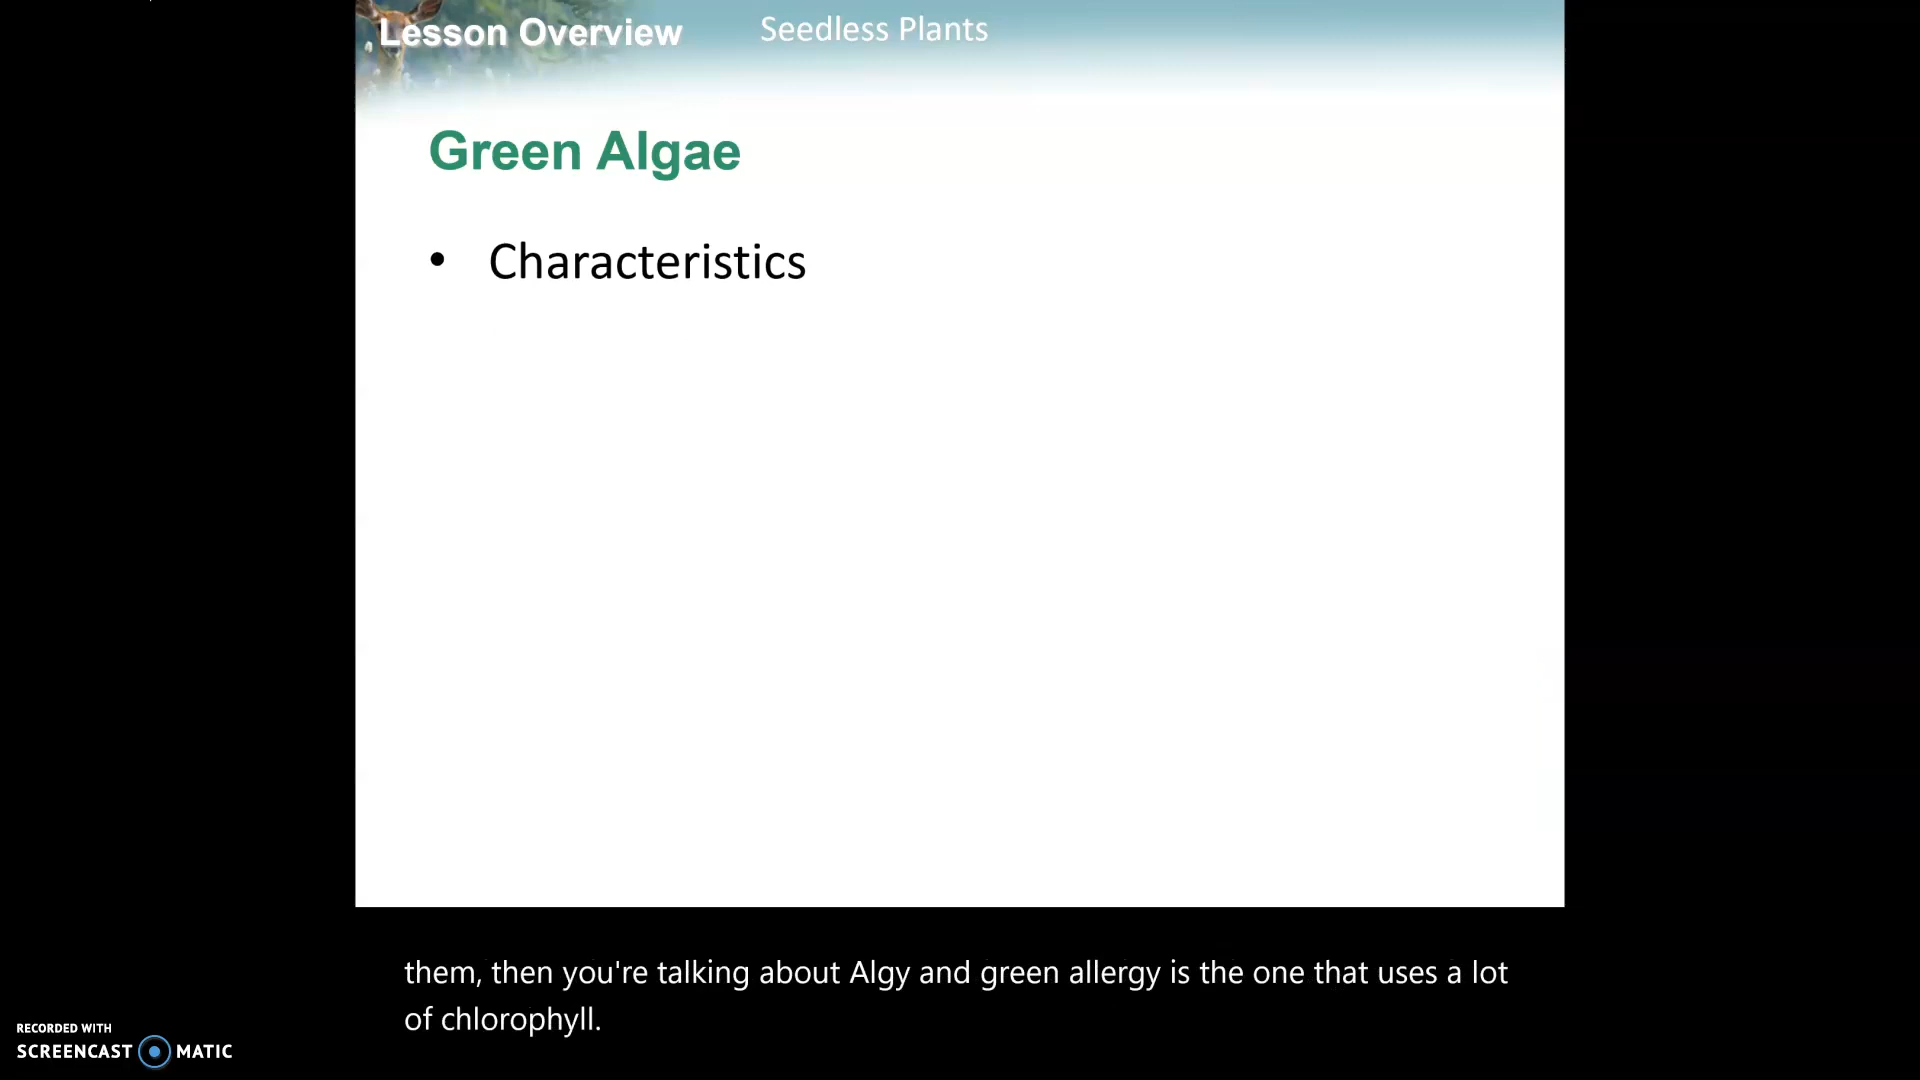 Lesson Overview Seedless Plants
Green Algae
• Characteristics
them, then you're talking about Algy and green allergy is the one that uses a lot
of chlorophyll.
RECORDED WITH
SCREENCAST MATIC